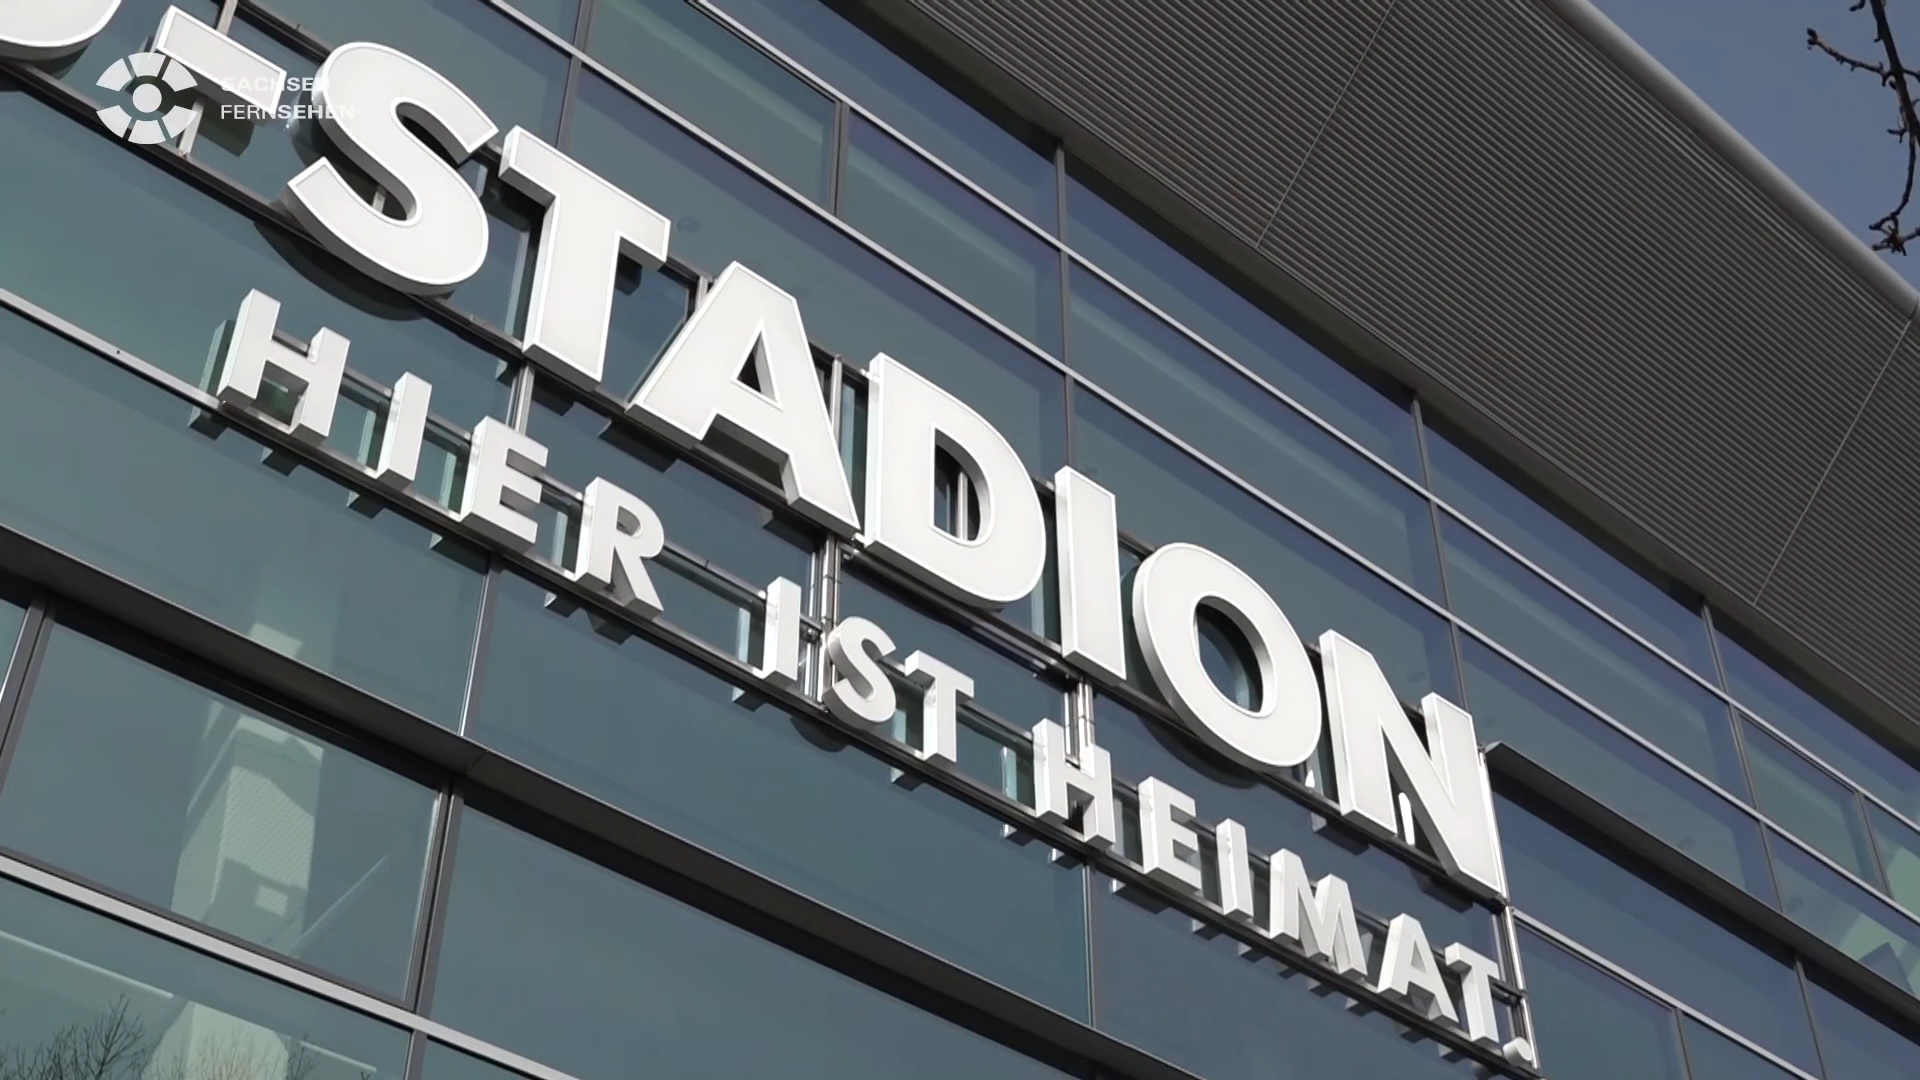 SACHSEN
FERNSEHEN
-STADION
HIER IST HEIMAT.